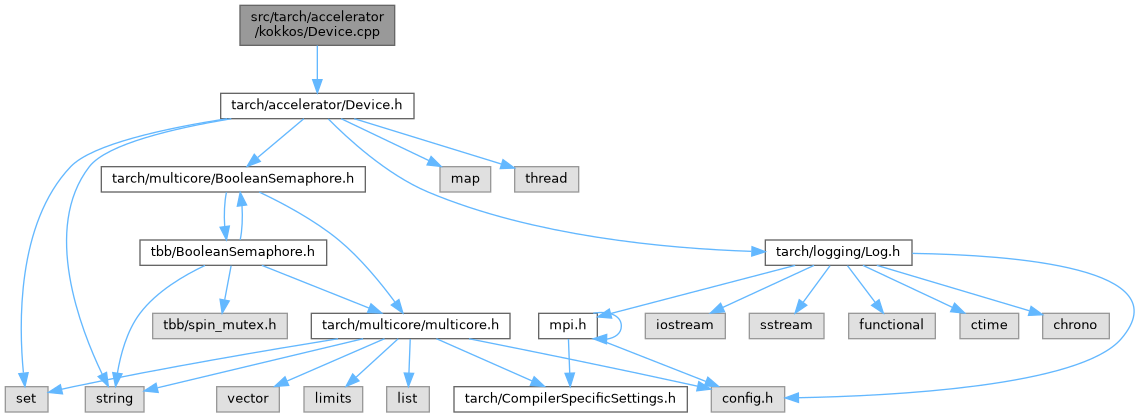 src/tarch/accelerator
/kokkos/Device.cpp
tarch/accelerator/Device.h
tarch/multicore/BooleanSemaphore.h
map
thread
tbb/BooleanSemaphore.h
tarch/logging/Log.h
tbb/spin_mutex.h
tarch/multicore/multicore.h
mpi.h
iostream
sstream
functional
ctime
chrono
set
string
vector
limits
list
tarch/CompilerSpecificSettings.h
config.h